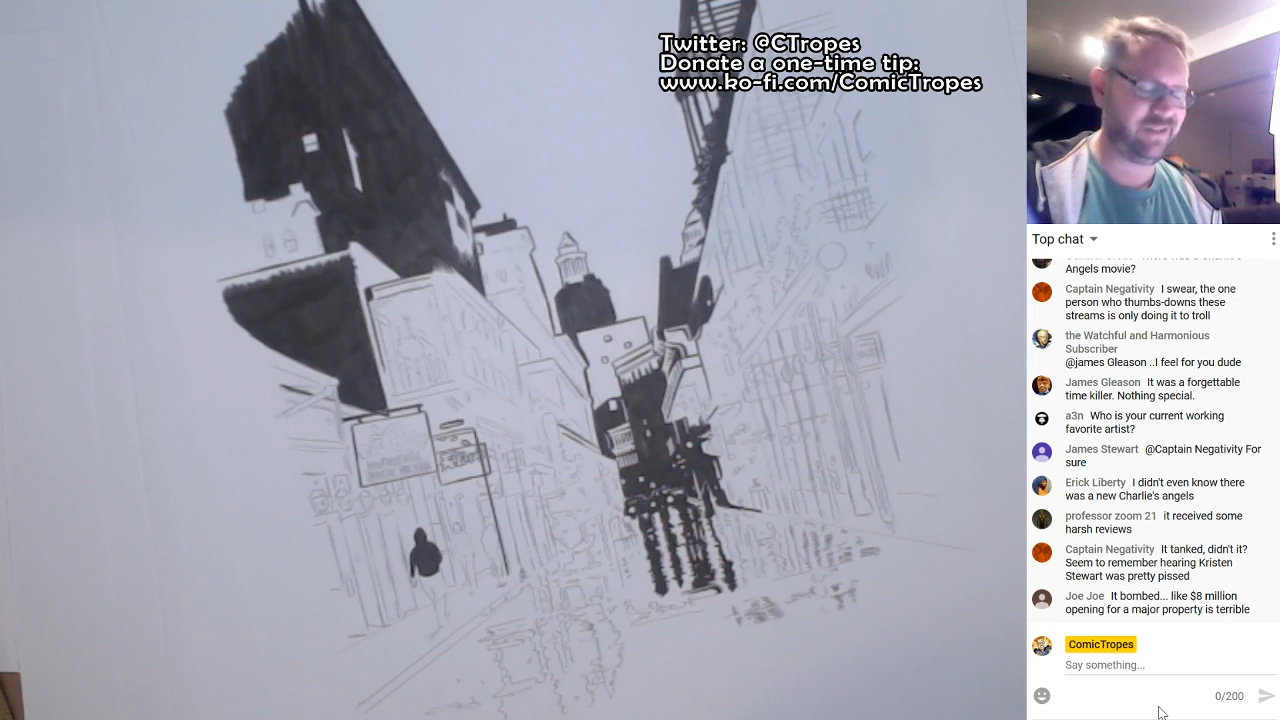 Twitter: @CTropes
Donate a one-time tip:
www.ko-fi.com/ComicTropes
Top chat
Angels movie?
Captain Negativity I swear, the one
person who thumbs-downs these
streams is only doing it to troll
the Watchful and Harmonious
Subscriber
@james Gleason ..I feel for you dude
James Gleason It was a forgettable
time killer. Nothing special.
a3n Who is your current working
favorite artist?
James Stewart @Captain Negativity For
sure
Erick Liberty I didn't even know there
was a new Charlie's angels
professor zoom 21 it received some
harsh reviews
Captain Negativity It tanked, didn't it?
Seem to remember hearing Kristen
Stewart was pretty pissed
Joe Joe It bombed... like $8 million
opening for a major property is terrible
ComicTropes
Say something...
0/200